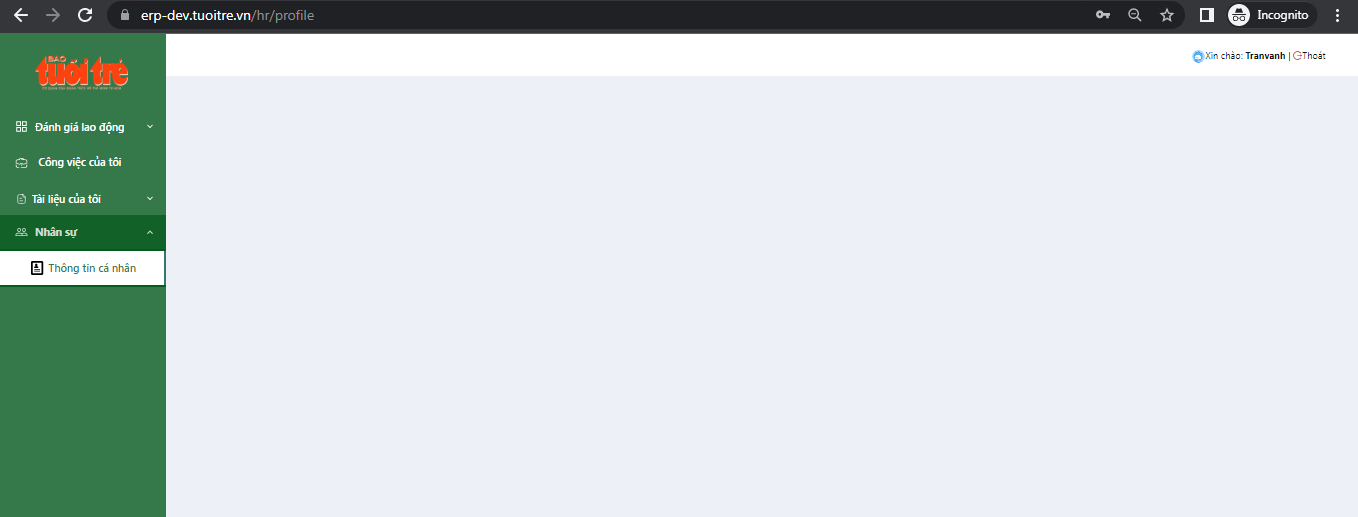 erp-dev.tuoitre.vn/hr/profile
Incognito
BÁO
tuổi trẻ
Xin chào: Tranvanh | Thoát
Đánh giá lao động
Công việc của tôi
Tài liệu của tôi
Nhân sự
Thông tin cá nhân